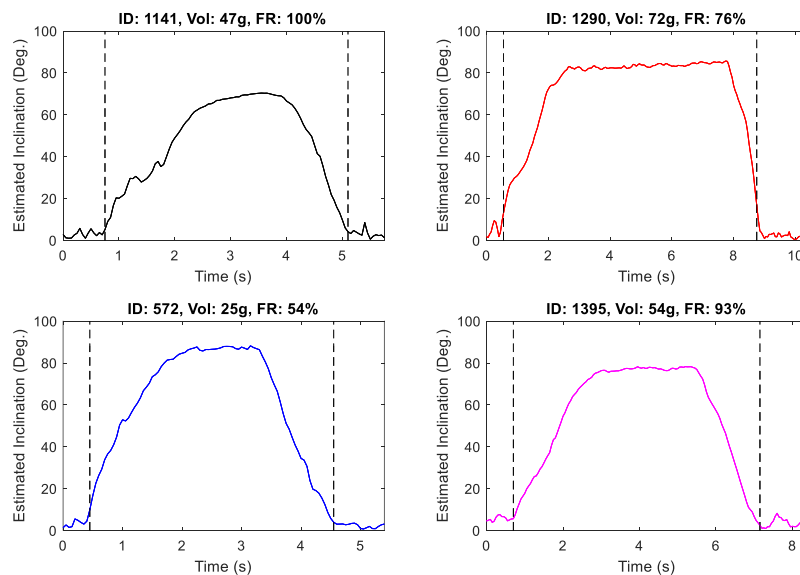 ID: 1141, Vol: 47g, FR: 100%
100
80
60
40
20
0
Estimated Inclination (Deg.)
0 1 2 3 4 5
Time (s)
ID: 1290, Vol: 72g, FR: 76%
100
80
60
40
20
0
Estimated Inclination (Deg.)
0 2 4 6 8 10
Time (s)
ID: 572, Vol: 25g, FR: 54%
100
80
60
40
20
0
Estimated Inclination (Deg.)
0 1 2 3 4 5
Time (s)
ID: 1395, Vol: 54g, FR: 93%
100
80
60
40
20
0
Estimated Inclination (Deg.)
0 2 4 6 8
Time (s)